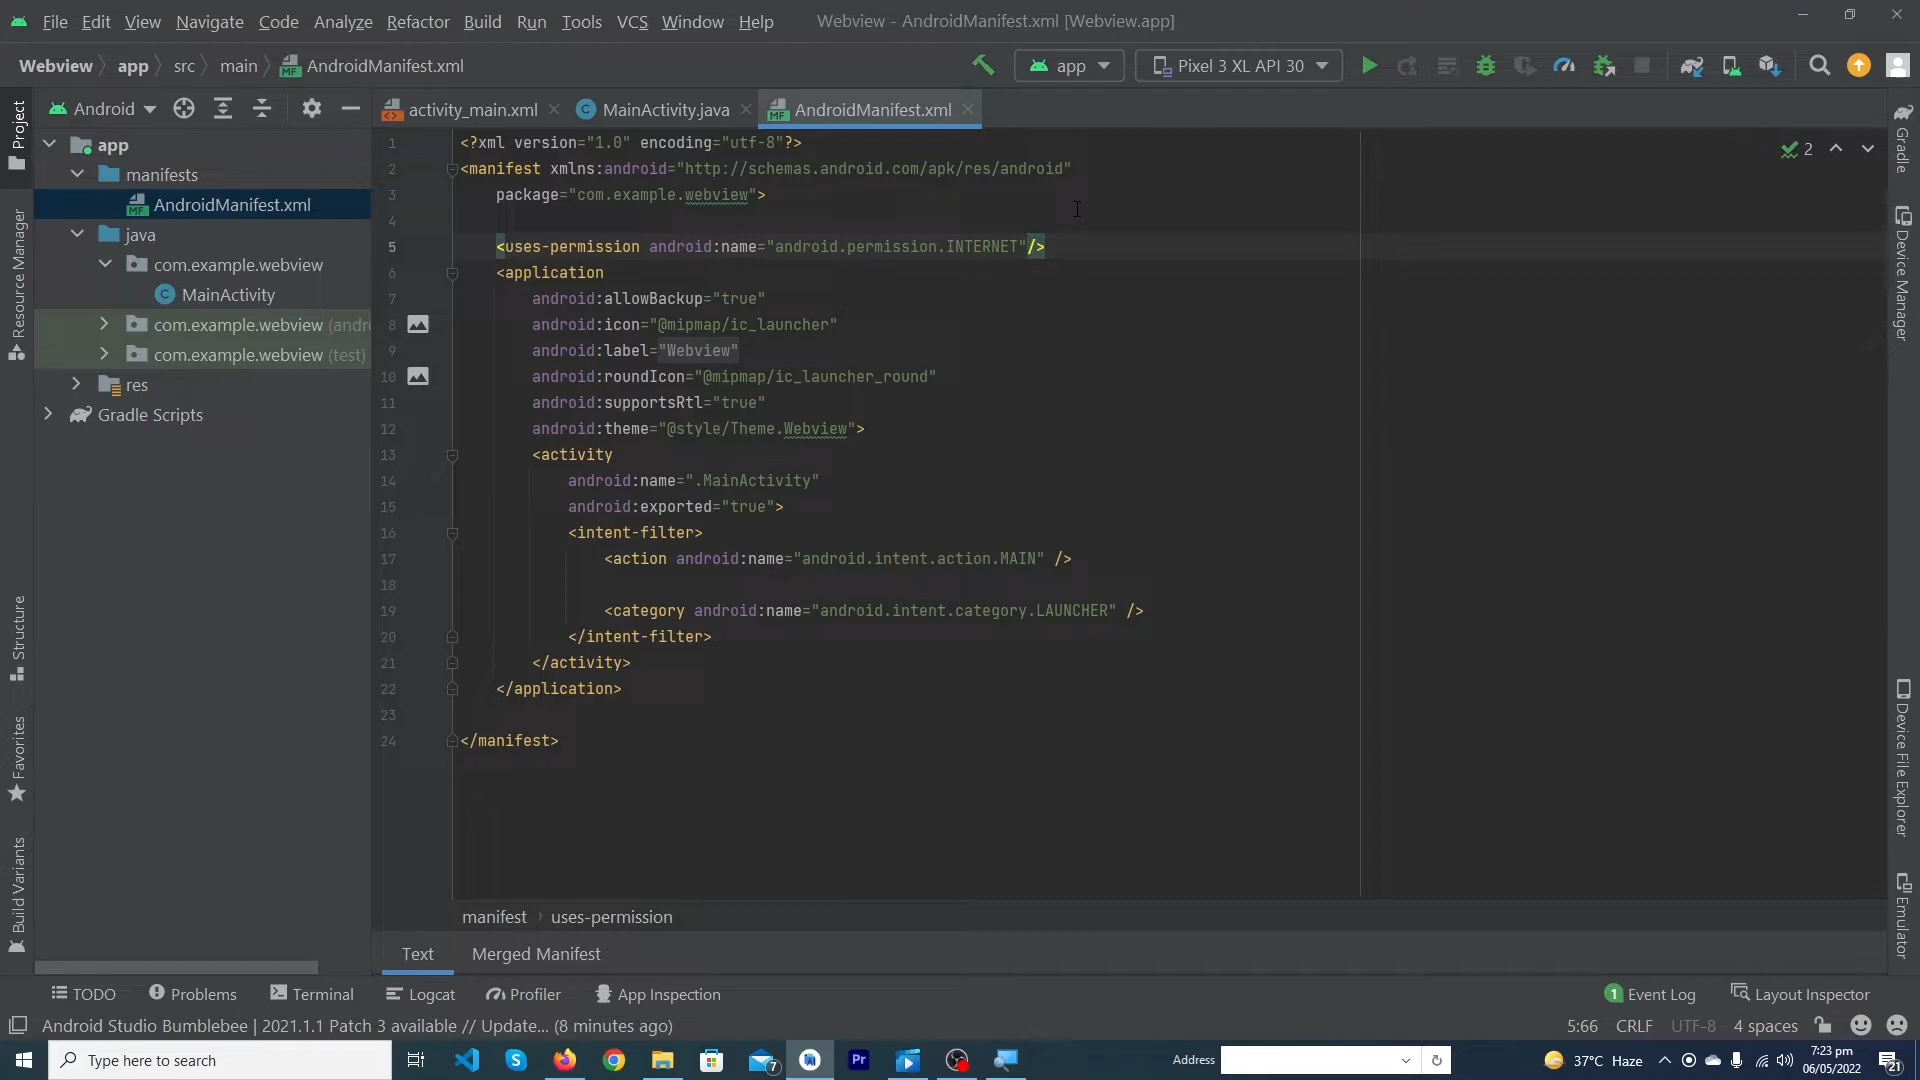 File Edit View Navigate Code Analyze Refactor Build Run Tools VCS Window Help Webview - AndroidManifest.xml [Webview.app]
Webview app src main AndroidManifest.xml app Pixel 3 XL API 30
Project
Android
activity_main.xml MainActivity.java AndroidManifest.xml
app
manifests
AndroidManifest.xml
java
com.example.webview
MainActivity
com.example.webview (andr
com.example.webview (test)
res
Gradle Scripts
Resource Manager
Structure
Favorites
Build Variants
1 <?xml version="1.0" encoding="utf-8"?>
2 <manifest xmlns:android="http://schemas.android.com/apk/res/android"
3 package="com.example.webview">
4
5 <uses-permission android:name="android.permission.INTERNET"/>
6 <application
7 android:allowBackup="true"
8 android:icon="@mipmap/ic_launcher"
9 android:label="Webview"
10 android:roundIcon="@mipmap/ic_launcher_round"
11 android:supportsRtl="true"
12 android:theme="@style/Theme.Webview">
13 <activity
14 android:name=".MainActivity"
15 android:exported="true">
16 <intent-filter>
17 <action android:name="android.intent.action.MAIN" />
18
19 <category android:name="android.intent.category.LAUNCHER" />
20 </intent-filter>
21 </activity>
22 </application>
23
24 </manifest>
2
Gradle
Device Manager
Device File Explorer
Emulator
manifest › uses-permission
Text Merged Manifest
TODO Problems Terminal Logcat Profiler App Inspection 1 Event Log Layout Inspector
Android Studio Bumblebee | 2021.1.1 Patch 3 available // Update... (8 minutes ago) 5:66 CRLF UTF-8 4 spaces
Type here to search 7 Pr Address 37°C Haze 7:23 pm
06/05/2022 21